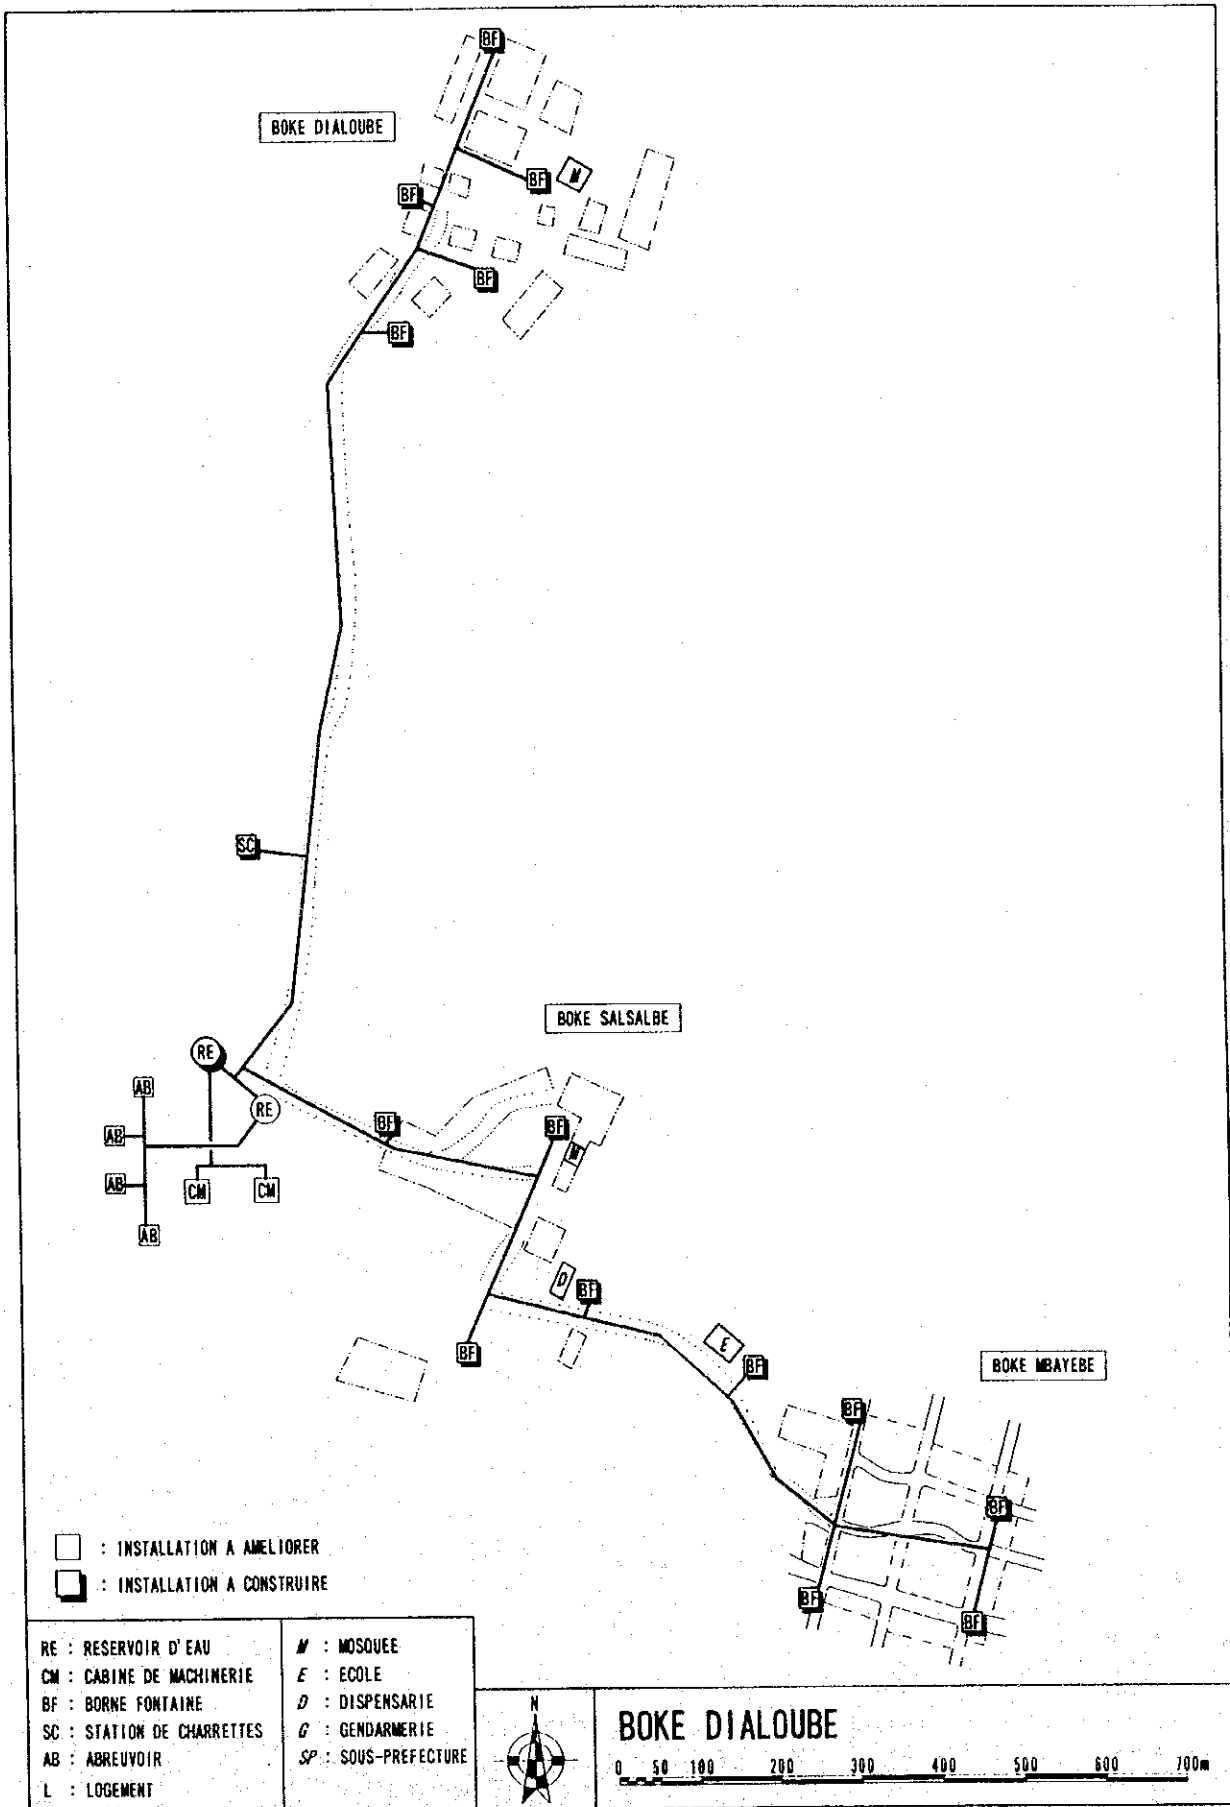 BF
BOKE DIALOUBE
BF
M
BF
BF
BF
SC
BOKE SALSALBE
RE
AB
RE
BF
BF
AB
M
AB
CM
CM
AB
D
BF
E
BF
BF
BOKE MBAYEBE
BF
BF
BF
BF
: INSTALLATION A AMELIORER
: INSTALLATION A CONSTRUIRE
RE : RESERVOIR D'EAU
CM : CABINE DE MACHINERIE
BF : BORNE FONTAINE
SC : STATION DE CHARRETTES
AB : ABREUVOIR
L : LOGEMENT
M : MOSQUEE
E : ECOLE
D : DISPENSARIE
G : GENDARMERIE
SP : SOUS-PREFECTURE
N
BOKE DIALOUBE
0 50 100 200 300 400 500 600 700m